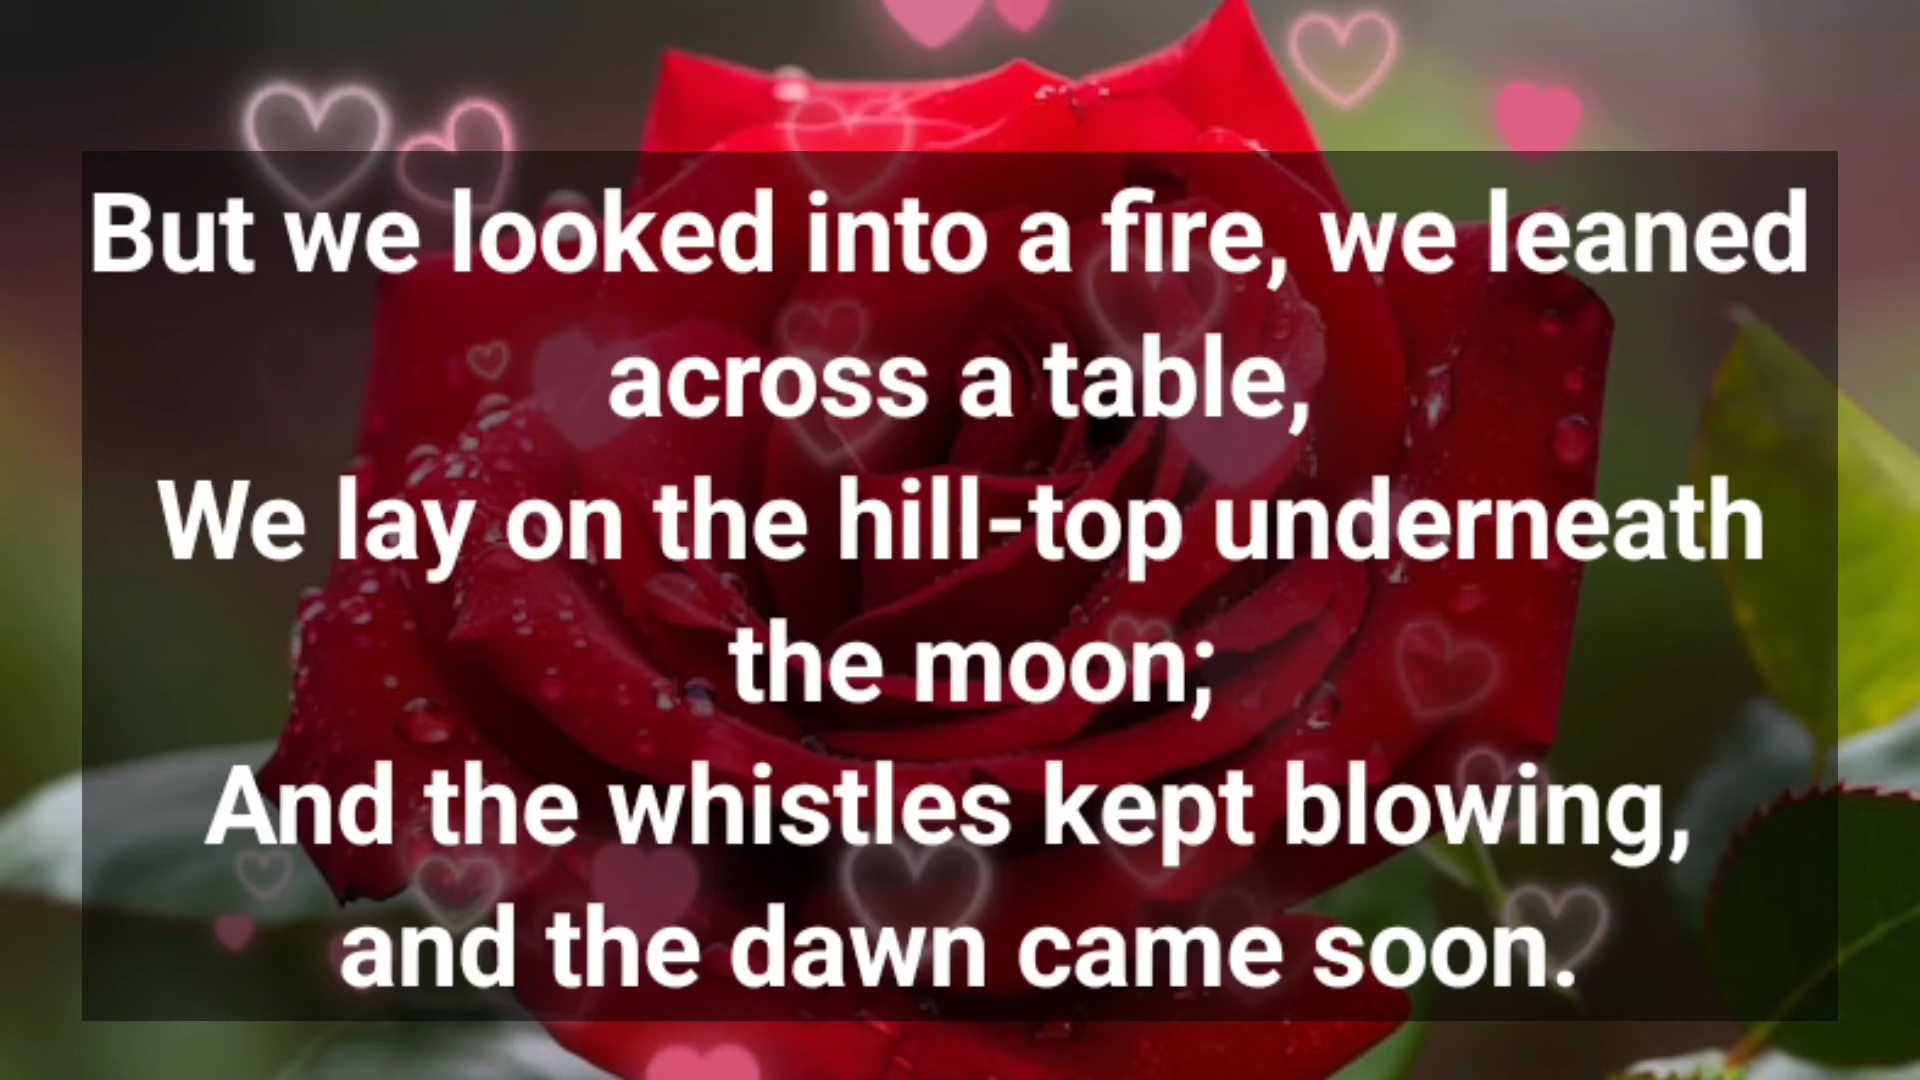 But we looked into a fire, we leaned
across a table,
We lay on the hill-top underneath
the moon;
And the whistles kept blowing,
and the dawn came soon.